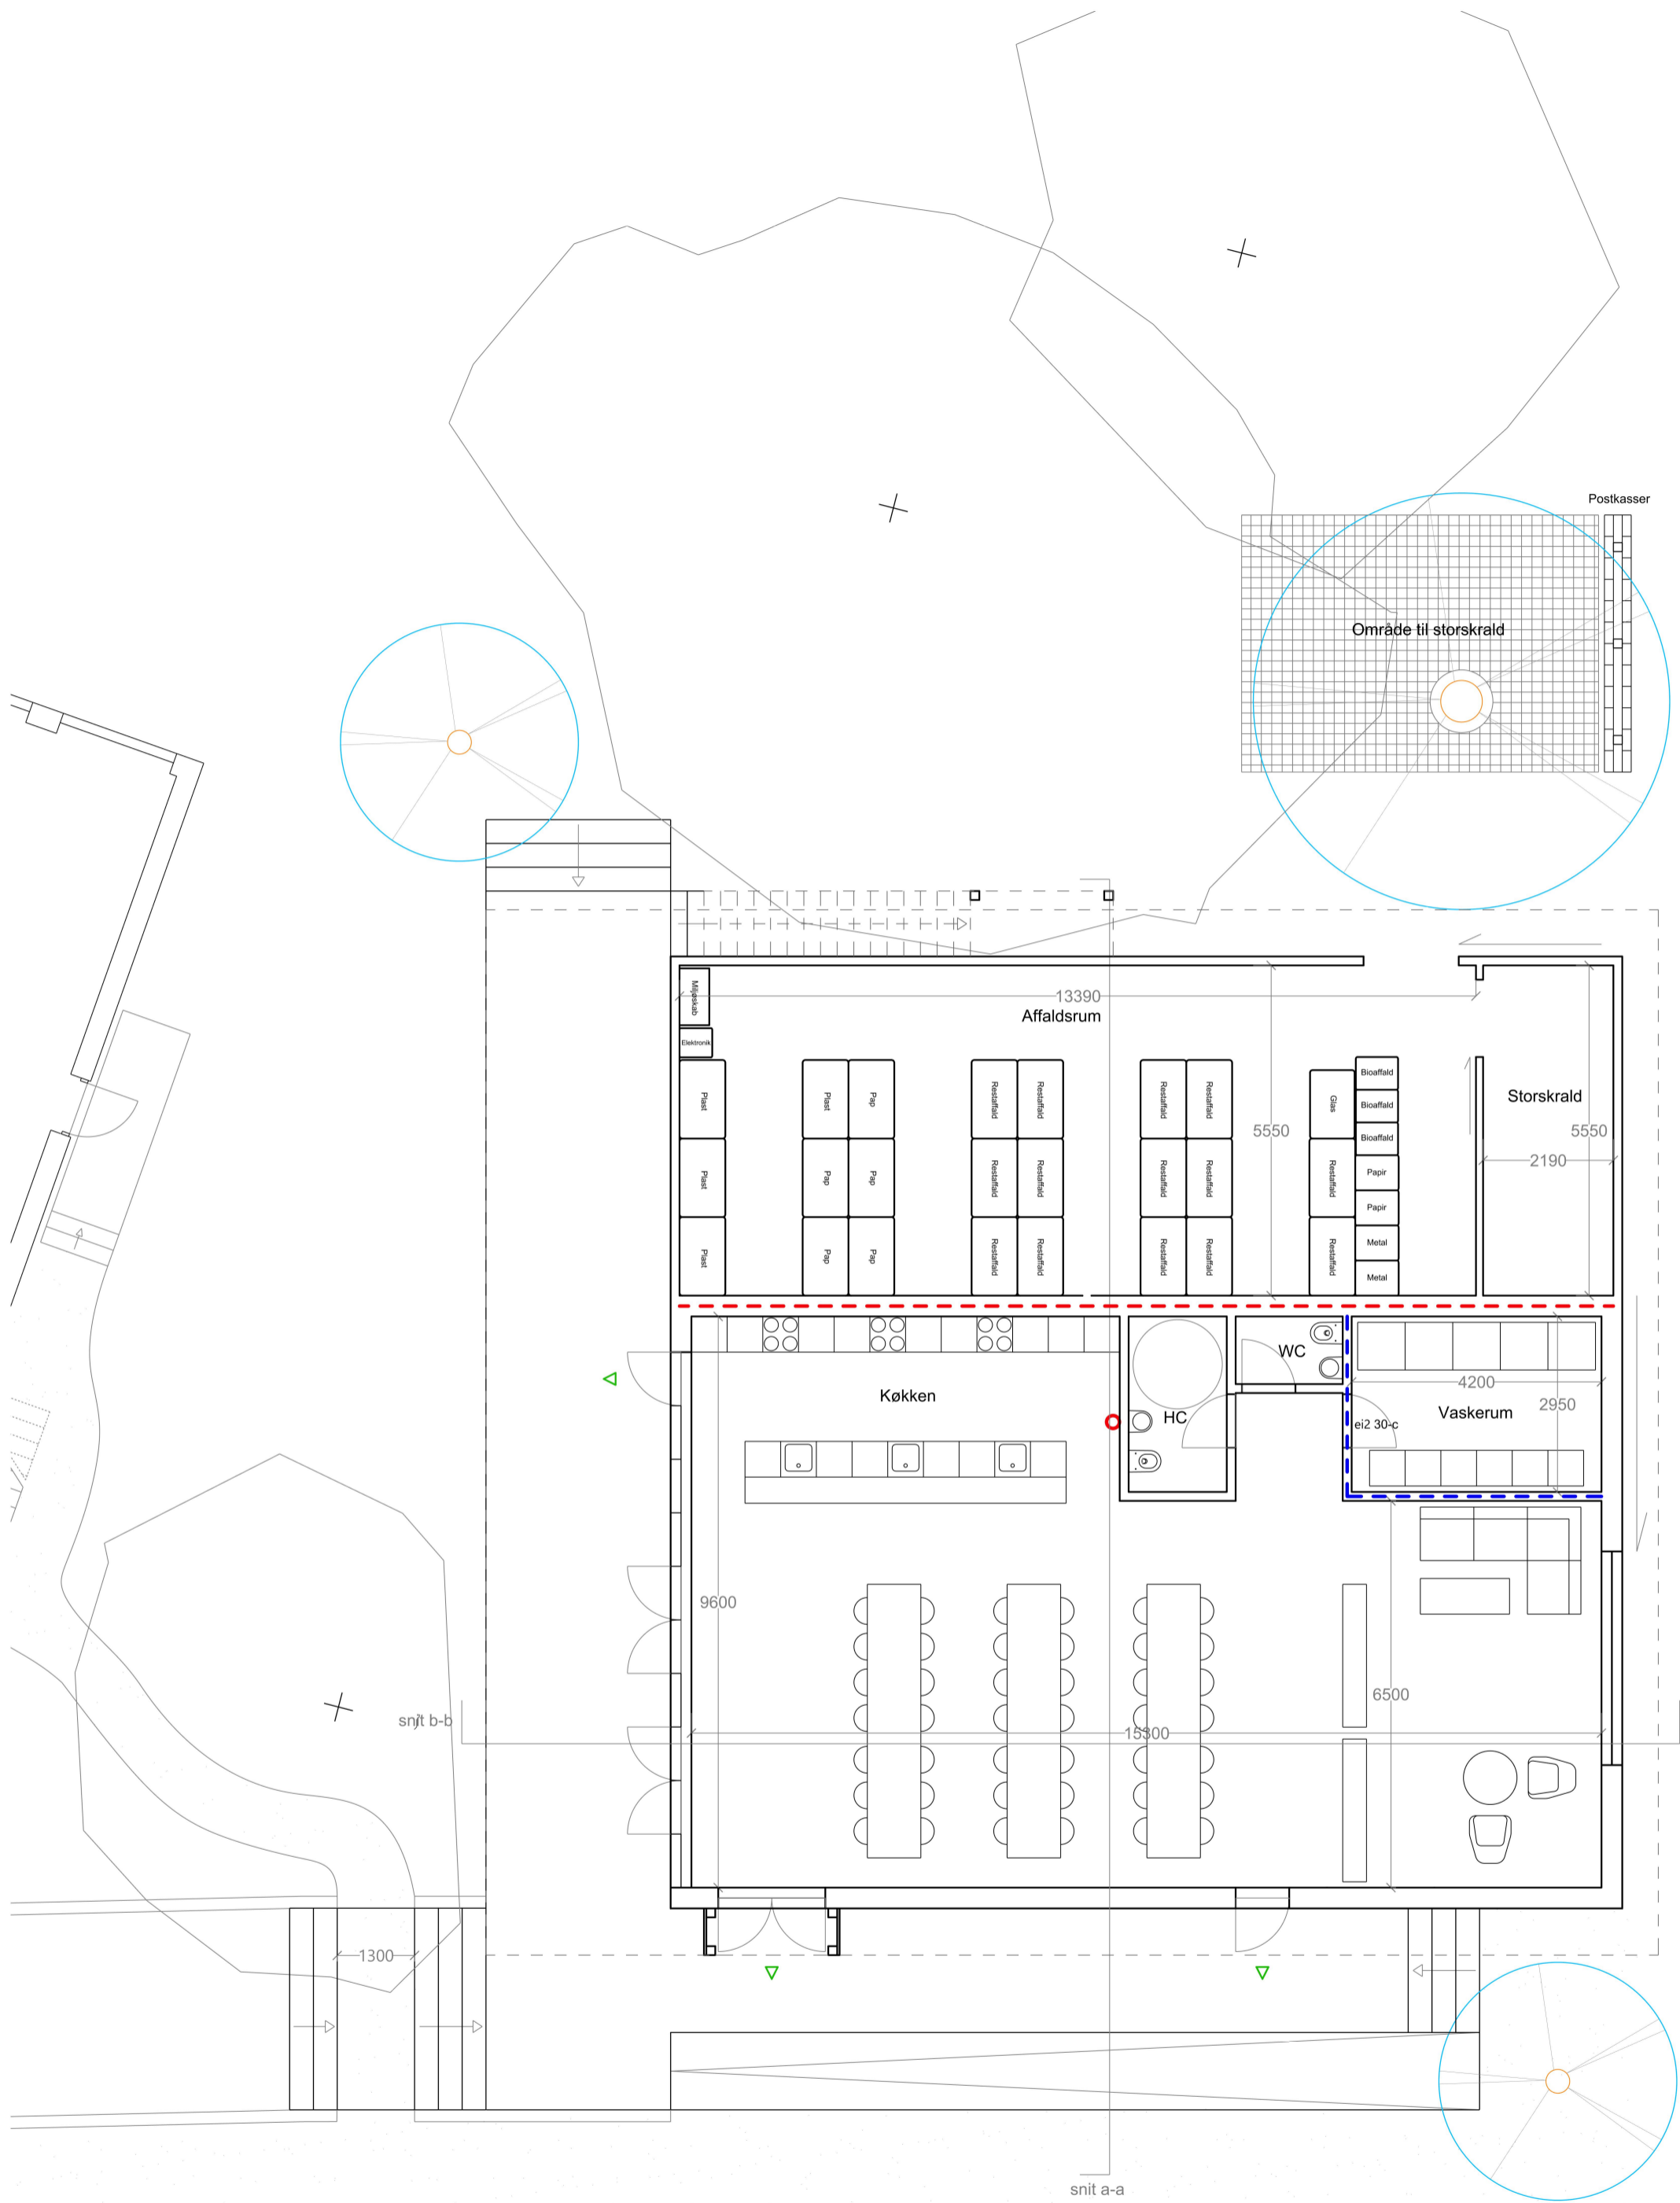 Postkasser
Område til storskrald
13390
Affaldsrum
Miljøskab
Elektronik
Plast
Plast
Pap
Restaffald
Restaffald
Restaffald
Restaffald
Glas
Bioaffald
Bioaffald
Bioaffald
Storskrald
5550
5550
2190
Plast
Pap
Pap
Restaffald
Restaffald
Restaffald
Restaffald
Restaffald
Papir
Papir
Plast
Pap
Pap
Restaffald
Restaffald
Restaffald
Restaffald
Restaffald
Metal
Metal
WC
4200
2950
Køkken
HC
ei2 30-c
Vaskerum
9600
6500
snit b-b
15300
1300
snit a-a